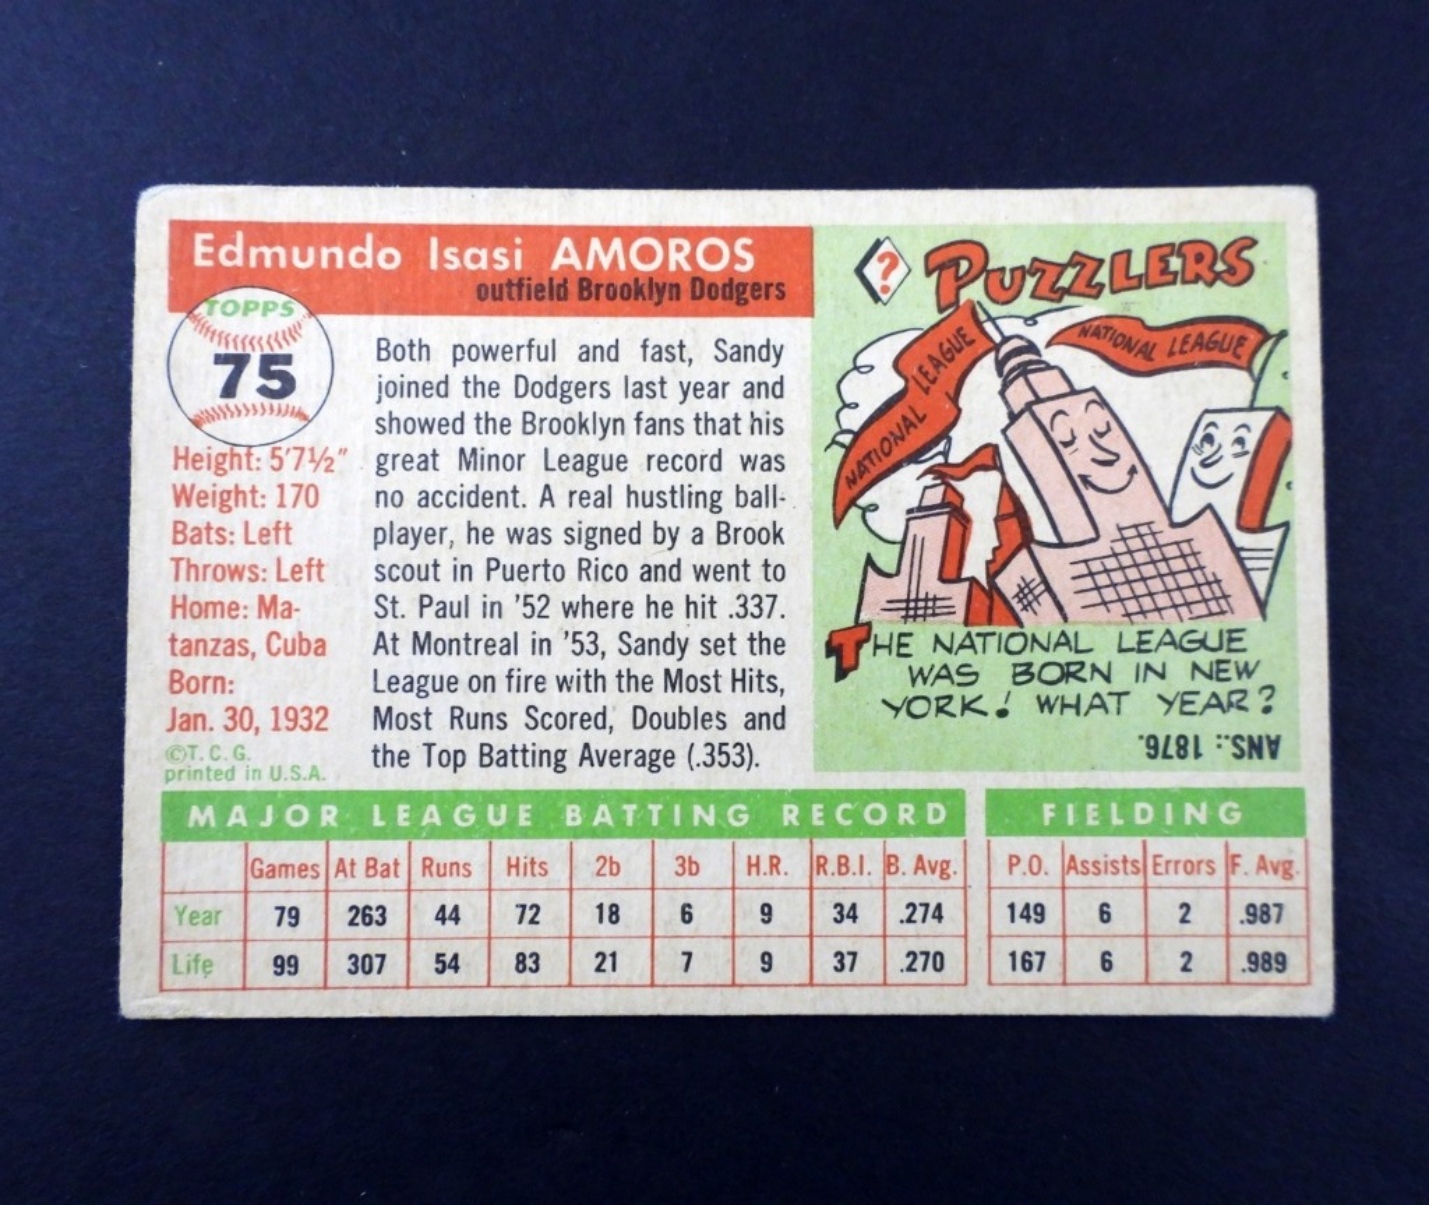 Edmundo Isasi AMOROS
outfield Brooklyn Dodgers
TOPPS
75
Height: 5'7½"
Weight: 170
Bats: Left
Throws: Left
Home: Ma-
tanzas, Cuba
Born:
Jan. 30, 1932
©T. C. G.
printed in U.S.A.
Both powerful and fast, Sandy
joined the Dodgers last year and
showed the Brooklyn fans that his
great Minor League record was
no accident. A real hustling ball-
player, he was signed by a Brook
scout in Puerto Rico and went to
St. Paul in '52 where he hit .337.
At Montreal in '53, Sandy set the
League on fire with the Most Hits,
Most Runs Scored, Doubles and
the Top Batting Average (.353).
? PUZZLERS
NATIONAL LEAGUE
NATIONAL LEAGUE
THE NATIONAL LEAGUE
WAS BORN IN NEW
YORK! WHAT YEAR?
ANS.: 1876.
MAJOR LEAGUE BATTING RECORD
Games At Bat Runs Hits 2b 3b H.R. R.B.I. B. Avg.
Year 79 263 44 72 18 6 9 34 .274
Life 99 307 54 83 21 7 9 37 .270
FIELDING
P.O. Assists Errors F. Avg.
149 6 2 .987
167 6 2 .989